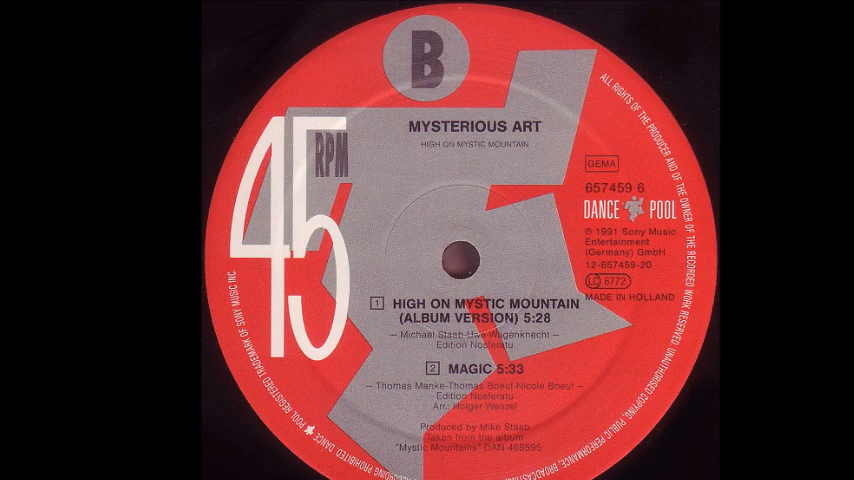 B
MYSTERIOUS ART
HIGH ON MYSTIC MOUNTAIN
45
RPM
GEMA
657459 6
DANCE POOL
℗ 1991 Sony Music
Entertainment
(Germany) GmbH
12-657459-20
LC 6772
MADE IN HOLLAND
1 HIGH ON MYSTIC MOUNTAIN
(ALBUM VERSION) 5:28
– Michael Staab-Uwe Wagenknecht –
Edition Nosferatu
2 MAGIC 5:33
– Thomas Manke-Thomas Boeuf-Nicole Boeuf –
Edition Nosferatu
Arr.: Holger Wanzel
Produced by Mike Staab
Taken from the album
"Mystic Mountains" DAN 468595
ALL RIGHTS OF THE PRODUCER AND OF THE OWNER OF THE RECORDED WORK RESERVED. UNAUTHORISED COPYING, PUBLIC PERFORMANCE, BROADCASTING
PROHIBITED. DANCE POOL REGISTERED TRADEMARK OF SONY MUSIC INC.